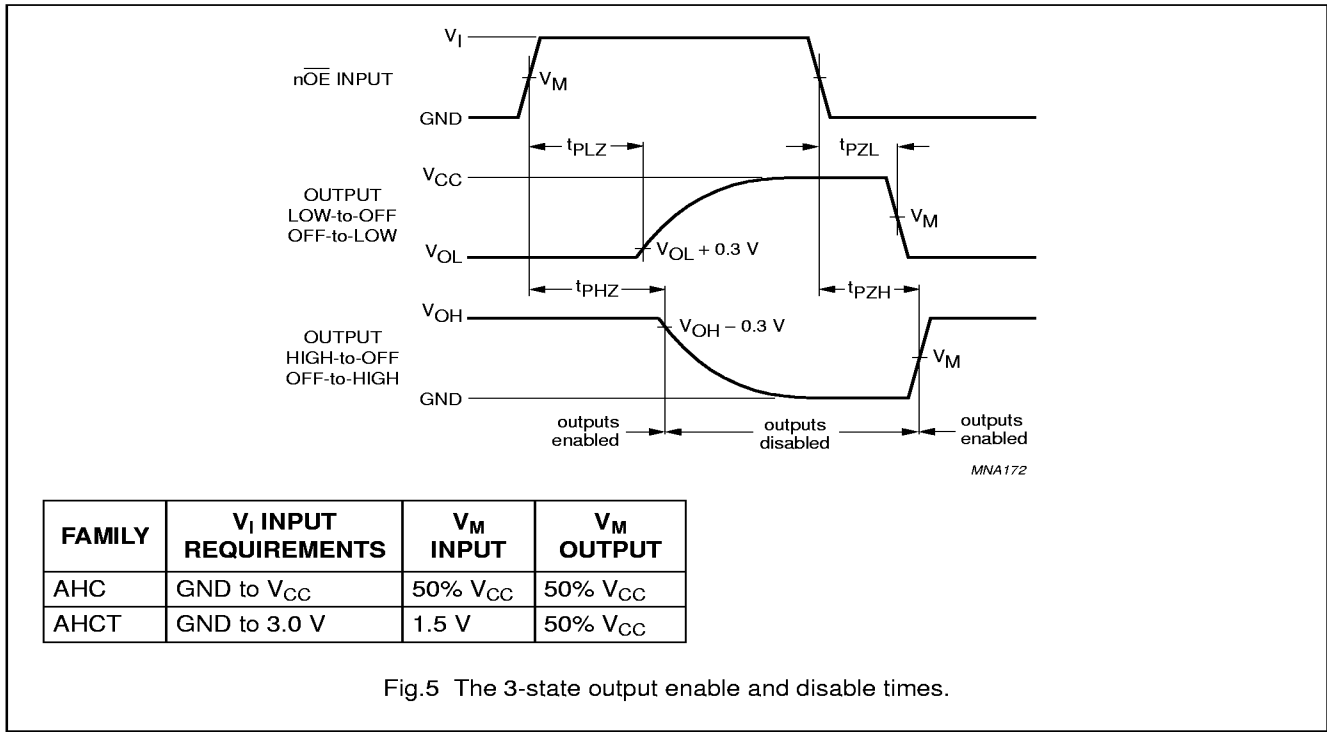 V_I
nOE INPUT
V_M
GND
t_PLZ
t_PZL
V_CC
OUTPUT
LOW-to-OFF
OFF-to-LOW
V_M
V_OL
V_OL + 0.3 V
t_PHZ
t_PZH
V_OH
V_OH − 0.3 V
OUTPUT
HIGH-to-OFF
OFF-to-HIGH
V_M
GND
outputs
enabled
outputs
disabled
outputs
enabled
MNA172
FAMILY V_I INPUT REQUIREMENTS V_M INPUT V_M OUTPUT
AHC GND to V_CC 50% V_CC 50% V_CC
AHCT GND to 3.0 V 1.5 V 50% V_CC
Fig.5 The 3-state output enable and disable times.